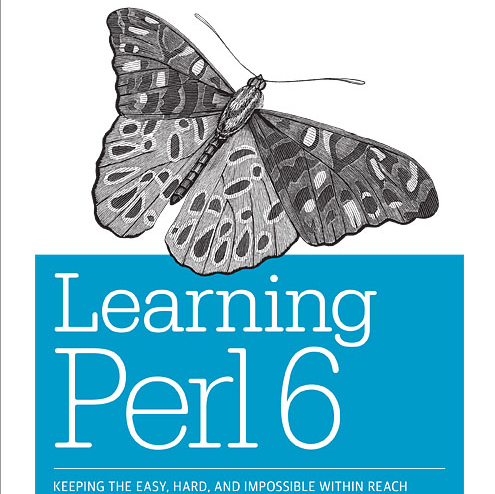 Learning
Perl 6
KEEPING THE EASY, HARD, AND IMPOSSIBLE WITHIN REACH